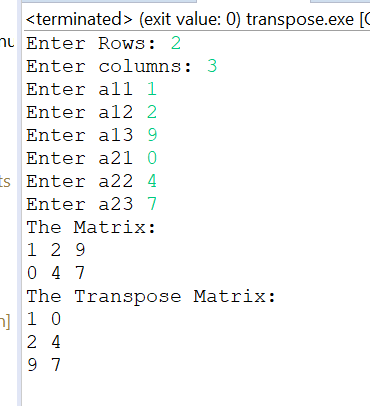 <terminated> (exit value: 0) transpose.exe [
Enter Rows: 2
Enter columns: 3
Enter a11 1
Enter a12 2
Enter a13 9
Enter a21 0
Enter a22 4
Enter a23 7
The Matrix:
1 2 9
0 4 7
The Transpose Matrix:
1 0
2 4
9 7